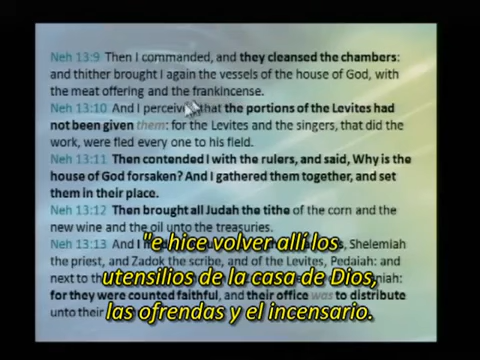 Neh 13:9 Then I commanded, and they cleansed the chambers:
and thither brought I again the vessels of the house of God, with
the meat offering and the frankincense.
Neh 13:10 And I perceived that the portions of the Levites had
not been given them: for the Levites and the singers, that did the
work, were fled every one to his field.
Neh 13:11 Then contended I with the rulers, and said, Why is the
house of God forsaken? And I gathered them together, and set
them in their place.
Neh 13:12 Then brought all Judah the tithe of the corn and the
new wine and the oil unto the treasuries.
Neh 13:13 And I Shelemiah
the priest, and Zadok the scribe, and of the Levites, Pedaiah: and
next to
for they were counted faithful, and their office was to distribute
unto their
"e hice volver allí los
utensilios de la casa de Dios,
las ofrendas y el incensario.